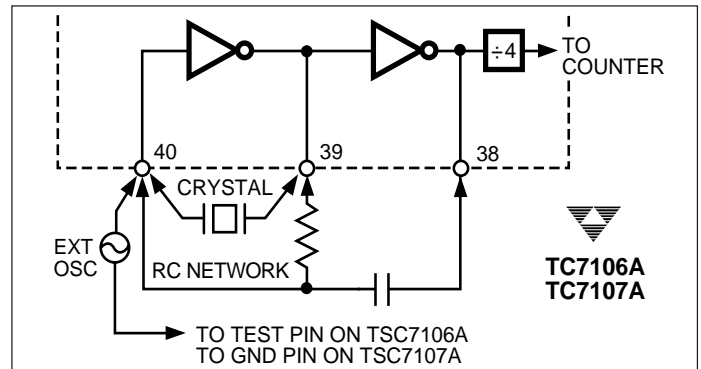 ÷4
TO
COUNTER
40
39
38
CRYSTAL
EXT
OSC
RC NETWORK
TC7106A
TC7107A
TO TEST PIN ON TSC7106A
TO GND PIN ON TSC7107A